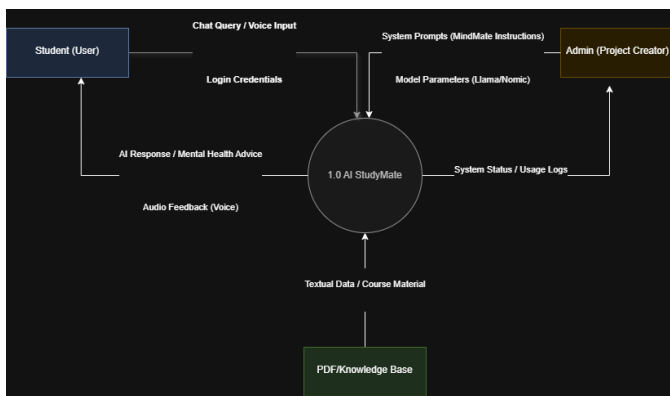 Chat Query / Voice Input
System Prompts (MindMate Instructions)
Student (User)
Admin (Project Creator)
Login Credentials
Model Parameters (Llama/Nomic)
AI Response / Mental Health Advice
1.0 AI StudyMate
System Status / Usage Logs
Audio Feedback (Voice)
Textual Data / Course Material
PDF/Knowledge Base